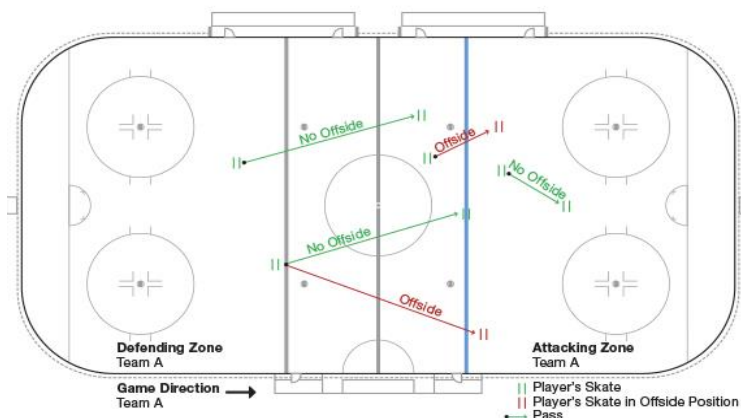 No Offside
Offside
No Offside
No Offside
Offside
Defending Zone
Team A
Attacking Zone
Team A
Game Direction
Team A
Player's Skate
Player's Skate in Offside Position
Pass